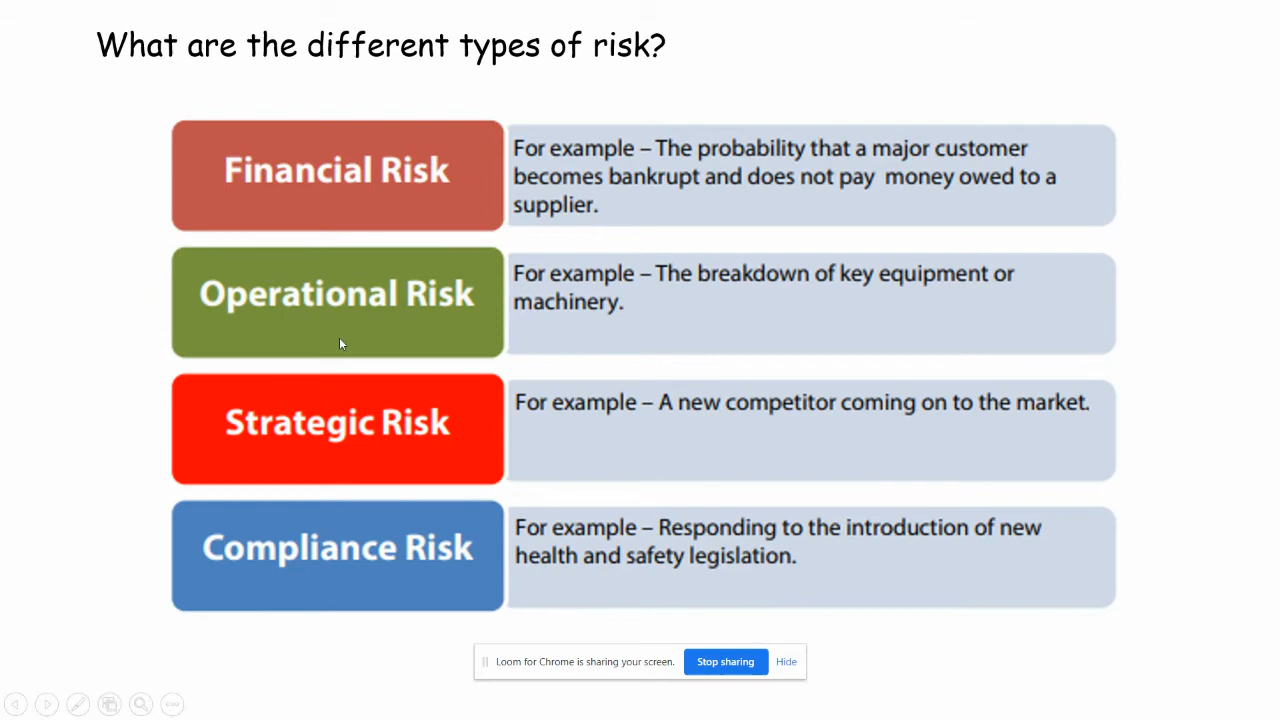 What are the different types of risk?
Financial Risk
For example – The probability that a major customer
becomes bankrupt and does not pay  money owed to a
supplier.
Operational Risk
For example – The breakdown of key equipment or
machinery.
Strategic Risk
For example – A new competitor coming on to the market.
Compliance Risk
For example – Responding to the introduction of new
health and safety legislation.
Loom for Chrome is sharing your screen. Stop sharing Hide